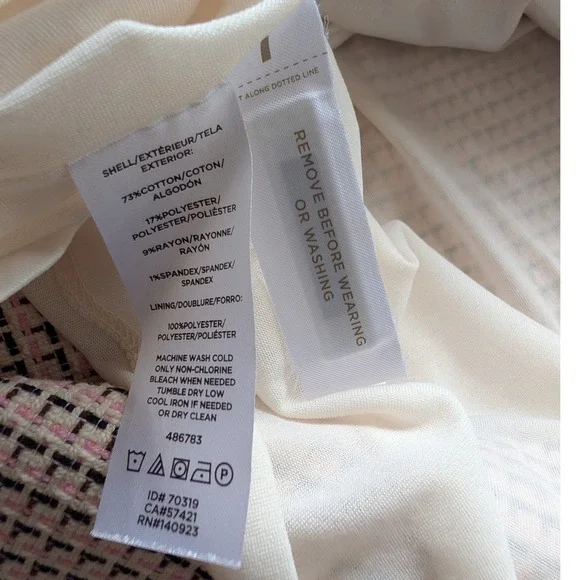 SHELL/EXTÉRIEUR/TELA
EXTERIOR:
73%COTTON/COTON/
ALGODÓN
17%POLYESTER/
POLYESTER/POLIÉSTER
9%RAYON/RAYONNE/
RAYÓN
1%SPANDEX/SPANDEX/
SPANDEX
LINING/DOUBLURE/FORRO:
100%POLYESTER/
POLYESTER/POLIÉSTER
MACHINE WASH COLD
ONLY NON-CHLORINE
BLEACH WHEN NEEDED
TUMBLE DRY LOW
COOL IRON IF NEEDED
OR DRY CLEAN
486783
P
ID# 70319
CA#57421
RN#140923
T ALONG DOTTED LINE
REMOVE BEFORE WEARING
OR WASHING